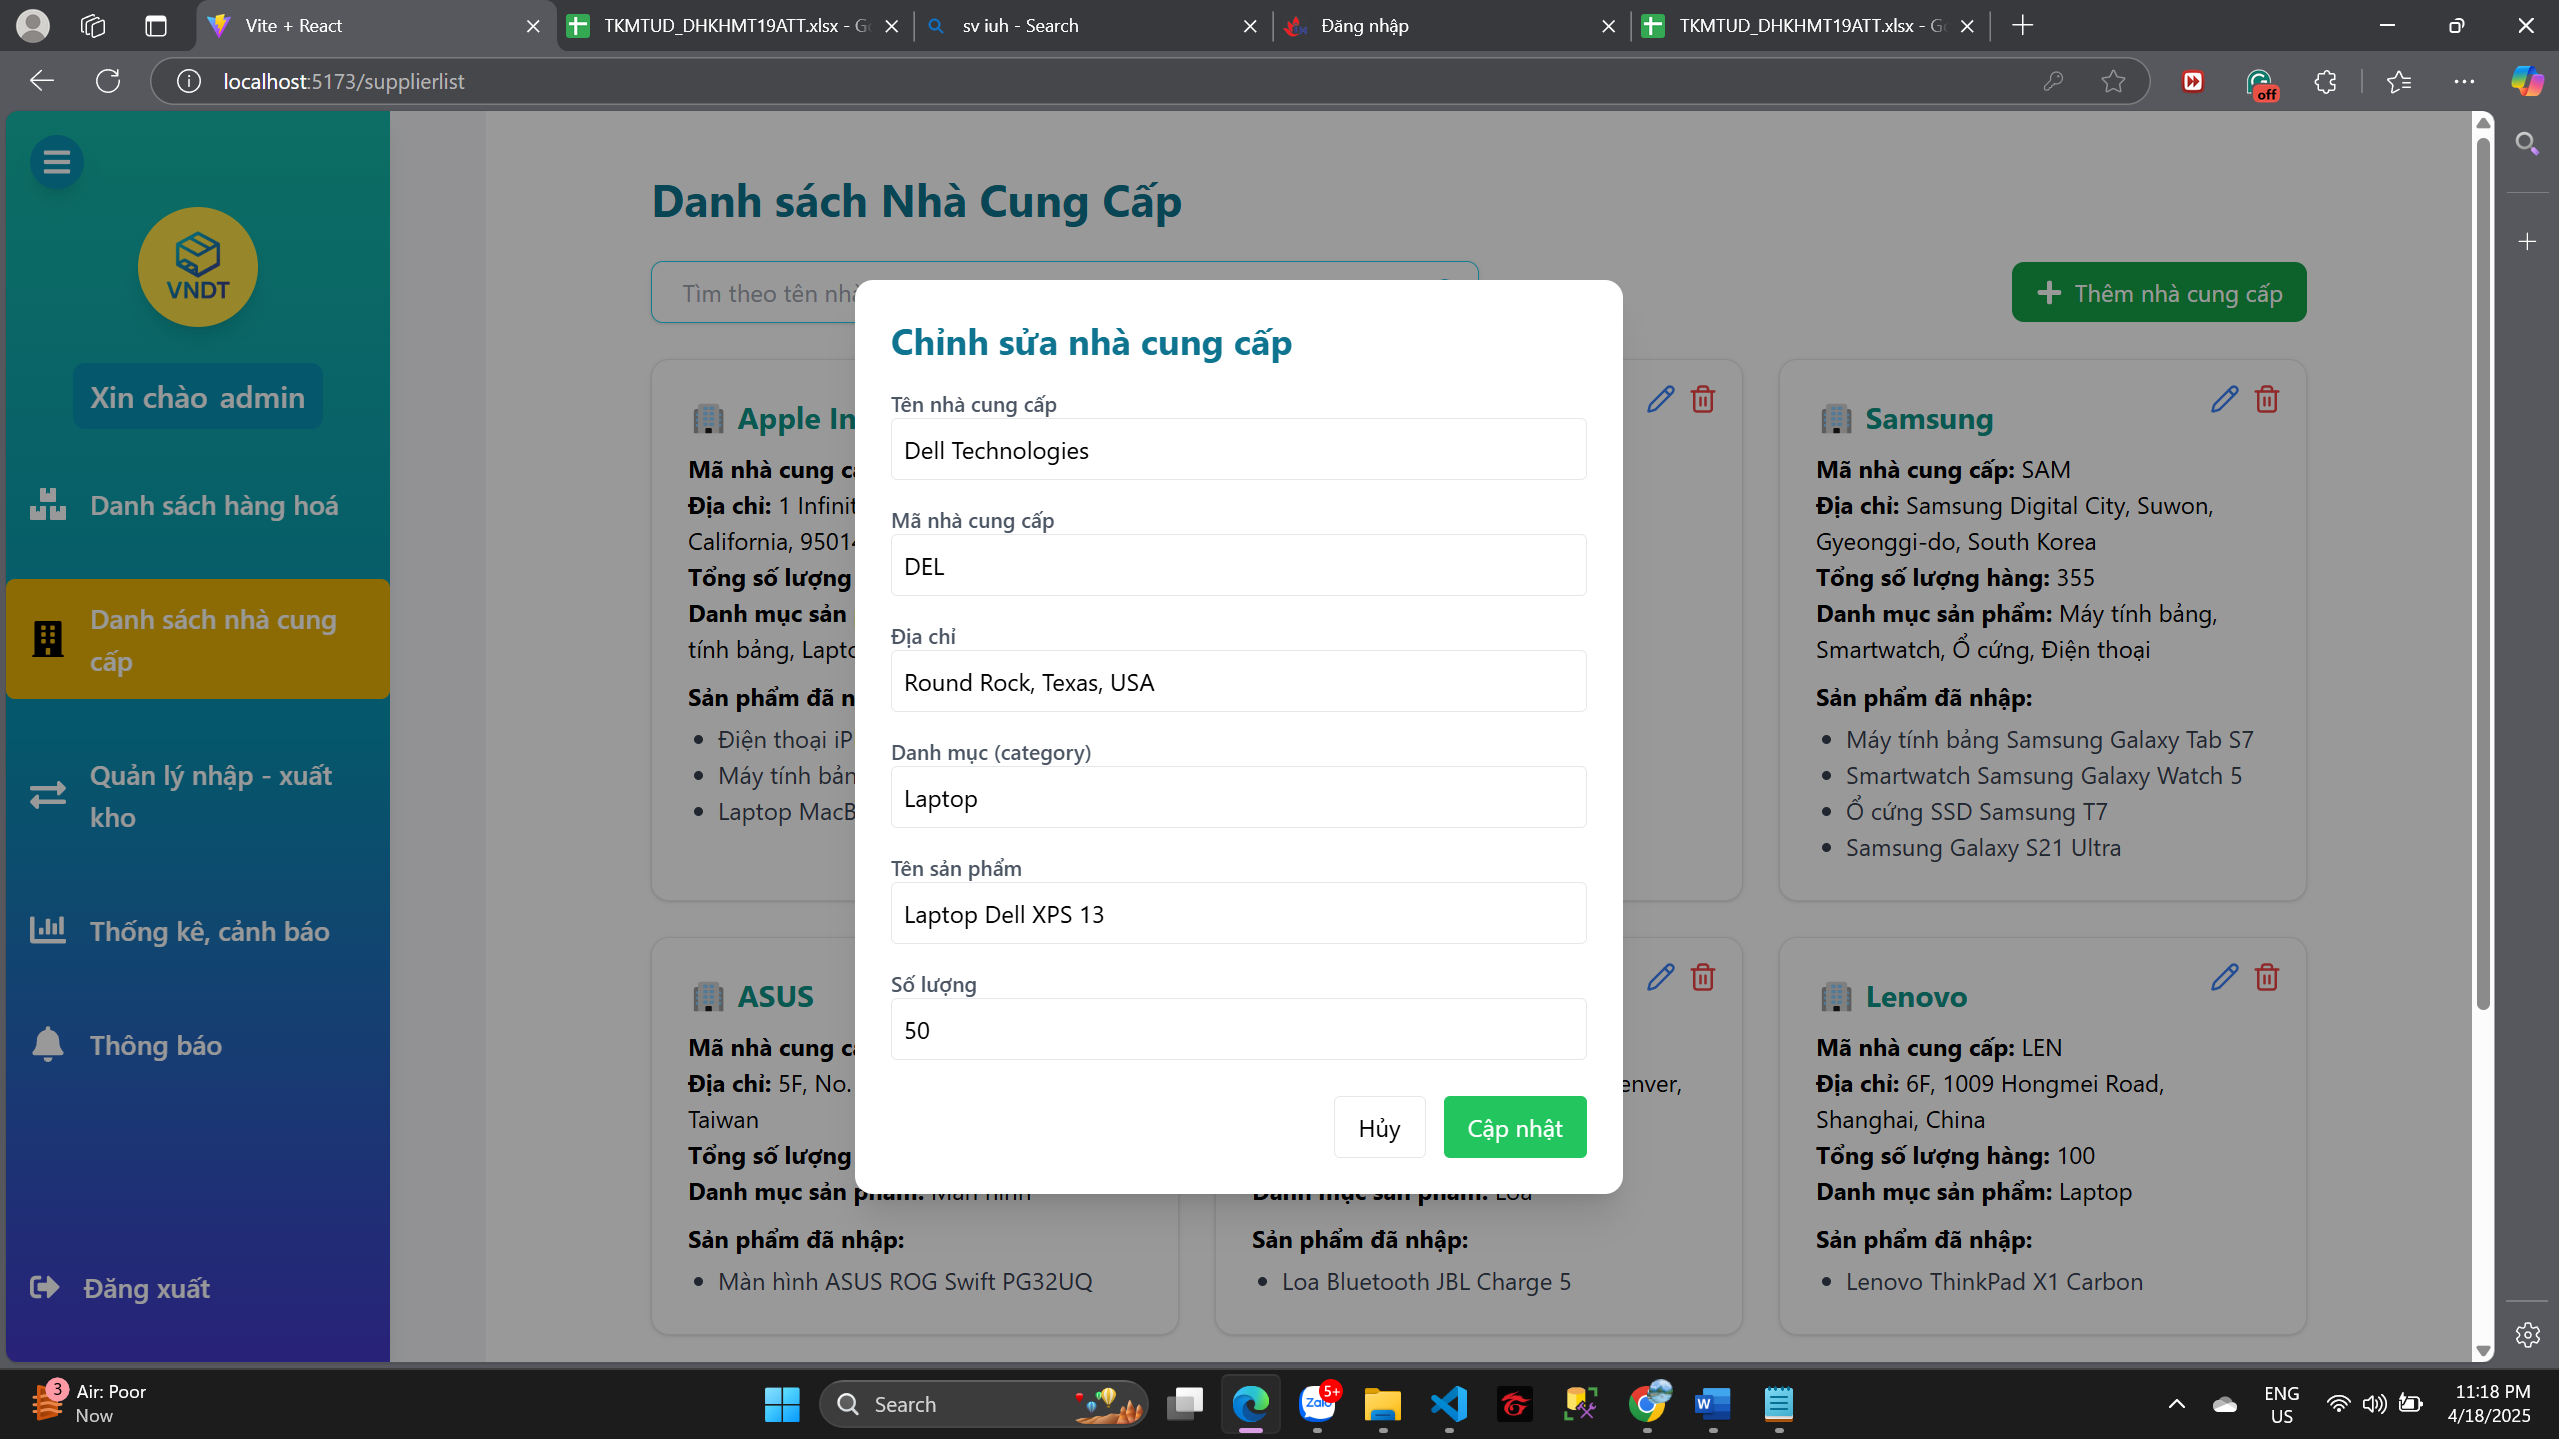 Vite + React
TKMTUD_DHKHMT19ATT.xlsx - Go
sv iuh - Search
Đăng nhập
TKMTUD_DHKHMT19ATT.xlsx - G
localhost:5173/supplierlist
off
VNDT
Xin chào admin
Danh sách hàng hoá
Danh sách nhà cung
cấp
Quản lý nhập - xuất
kho
Thống kê, cảnh báo
Thông báo
Đăng xuất
Danh sách Nhà Cung Cấp
Tìm theo tên nhà
Thêm nhà cung cấp
Apple In
Mã nhà cung c
Địa chỉ: 1 Infinit
California, 9501
Tổng số lượng
Danh mục sản
tính bảng, Lapto
Sản phẩm đã n
Điện thoại iP
Máy tính bản
Laptop MacB
Samsung
Mã nhà cung cấp: SAM
Địa chỉ: Samsung Digital City, Suwon,
Gyeonggi-do, South Korea
Tổng số lượng hàng: 355
Danh mục sản phẩm: Máy tính bảng,
Smartwatch, Ổ cứng, Điện thoại
Sản phẩm đã nhập:
Máy tính bảng Samsung Galaxy Tab S7
Smartwatch Samsung Galaxy Watch 5
Ổ cứng SSD Samsung T7
Samsung Galaxy S21 Ultra
Chỉnh sửa nhà cung cấp
Tên nhà cung cấp
Dell Technologies
Mã nhà cung cấp
DEL
Địa chỉ
Round Rock, Texas, USA
Danh mục (category)
Laptop
Tên sản phẩm
Laptop Dell XPS 13
Số lượng
50
Hủy
Cập nhật
ASUS
Mã nhà cung c
Địa chỉ: 5F, No.
Taiwan
Tổng số lượng
Danh mục sản phẩm: Màn hình
Sản phẩm đã nhập:
Màn hình ASUS ROG Swift PG32UQ
enver,
Danh mục sản phẩm: Loa
Sản phẩm đã nhập:
Loa Bluetooth JBL Charge 5
Lenovo
Mã nhà cung cấp: LEN
Địa chỉ: 6F, 1009 Hongmei Road,
Shanghai, China
Tổng số lượng hàng: 100
Danh mục sản phẩm: Laptop
Sản phẩm đã nhập:
Lenovo ThinkPad X1 Carbon
3
Air: Poor
Now
Search
5+
Zalo
ENG
US
11:18 PM
4/18/2025